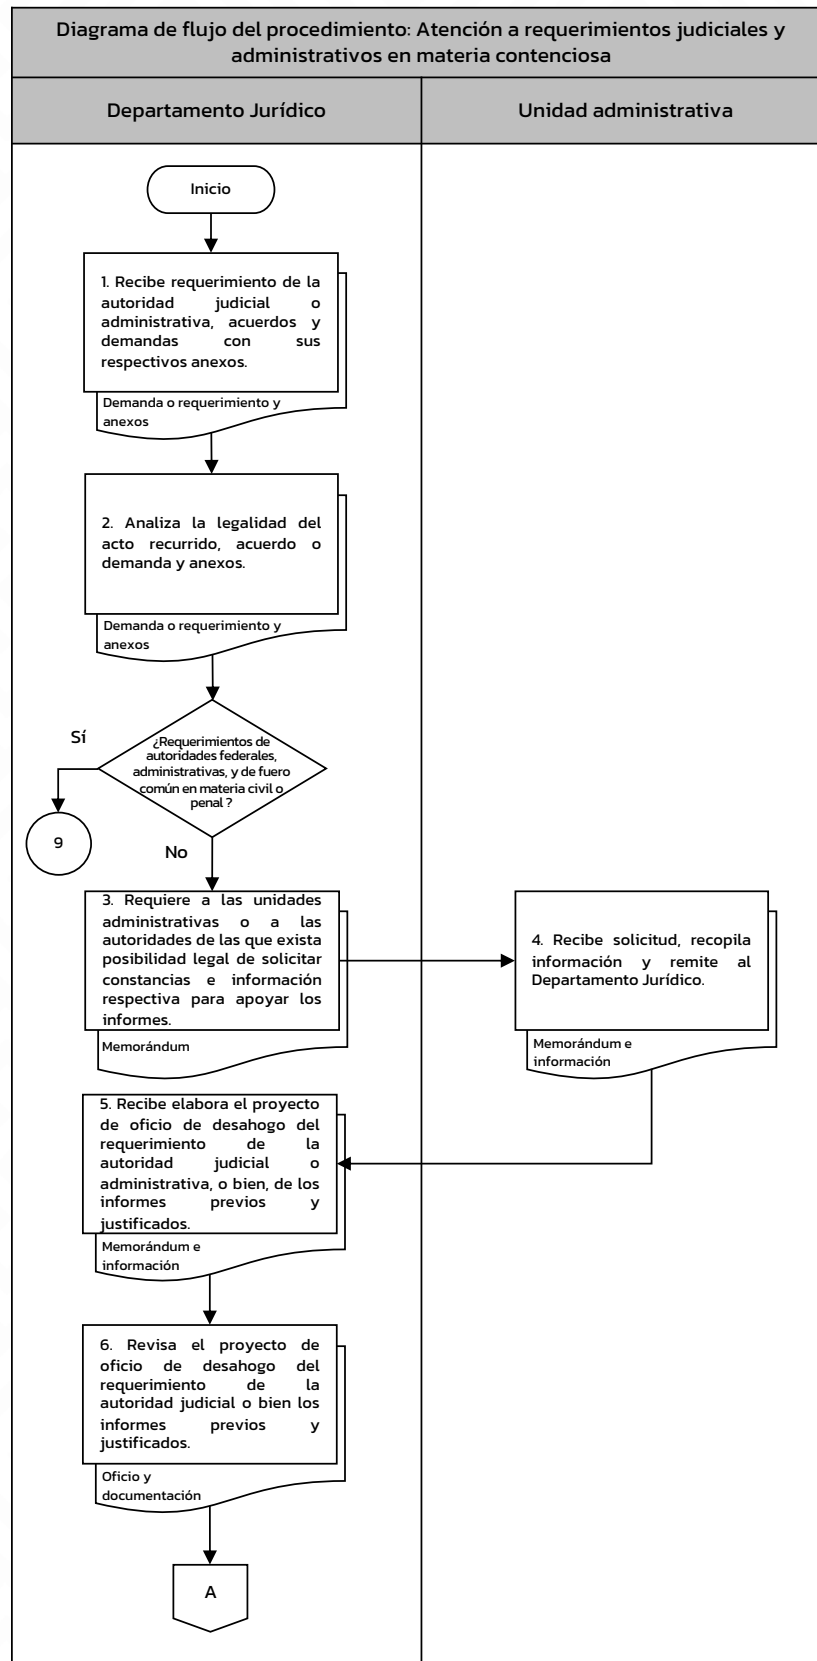 Diagrama de flujo del procedimiento: Atención a requerimientos judiciales y
administrativos en materia contenciosa
Departamento Jurídico
Unidad administrativa
Inicio
1. Recibe requerimiento de la
autoridad judicial o
administrativa, acuerdos y
demandas con sus
respectivos anexos.
Demanda o requerimiento y
anexos
2. Analiza la legalidad del
acto recurrido, acuerdo o
demanda y anexos.
Demanda o requerimiento y
anexos
Sí
¿Requerimientos de
autoridades federales,
administrativas, y de fuero
común en materia civil o
penal ?
9
No
3. Requiere a las unidades
administrativas o a las
autoridades de las que exista
posibilidad legal de solicitar
constancias e información
respectiva para apoyar los
informes.
Memorándum
4. Recibe solicitud, recopila
información y remite al
Departamento Jurídico.
Memorándum e
información
5. Recibe elabora el proyecto
de oficio de desahogo del
requerimiento de la
autoridad judicial o
administrativa, o bien, de los
informes previos y
justificados.
Memorándum e
información
6. Revisa el proyecto de
oficio de desahogo del
requerimiento de la
autoridad judicial o bien los
informes previos y
justificados.
Oficio y
documentación
A